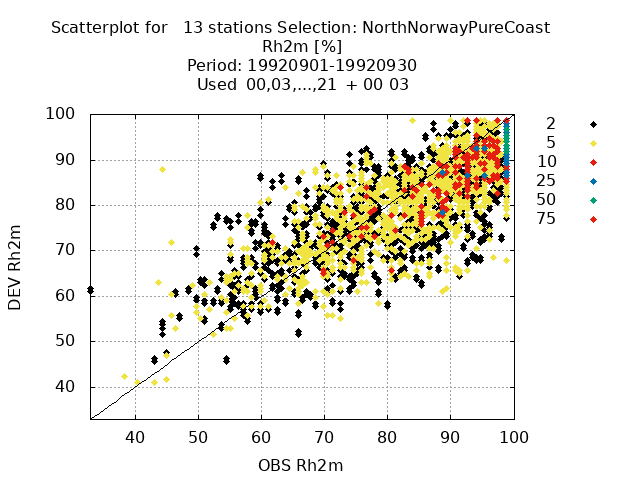 Scatterplot for   13 stations Selection: NorthNorwayPureCoast
Rh2m [%]
Period: 19920901-19920930
Used  00,03,...,21  + 00 03
100
90
80
70
60
50
40
DEV Rh2m
40 50 60 70 80 90 100
OBS Rh2m
2
5
10
25
50
75